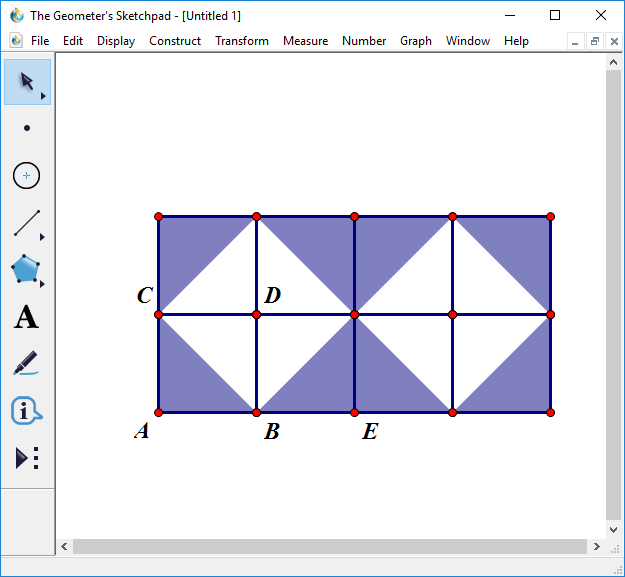 The Geometer's Sketchpad - [Untitled 1]
File Edit Display Construct Transform Measure Number Graph Window Help
A
C D
A B E